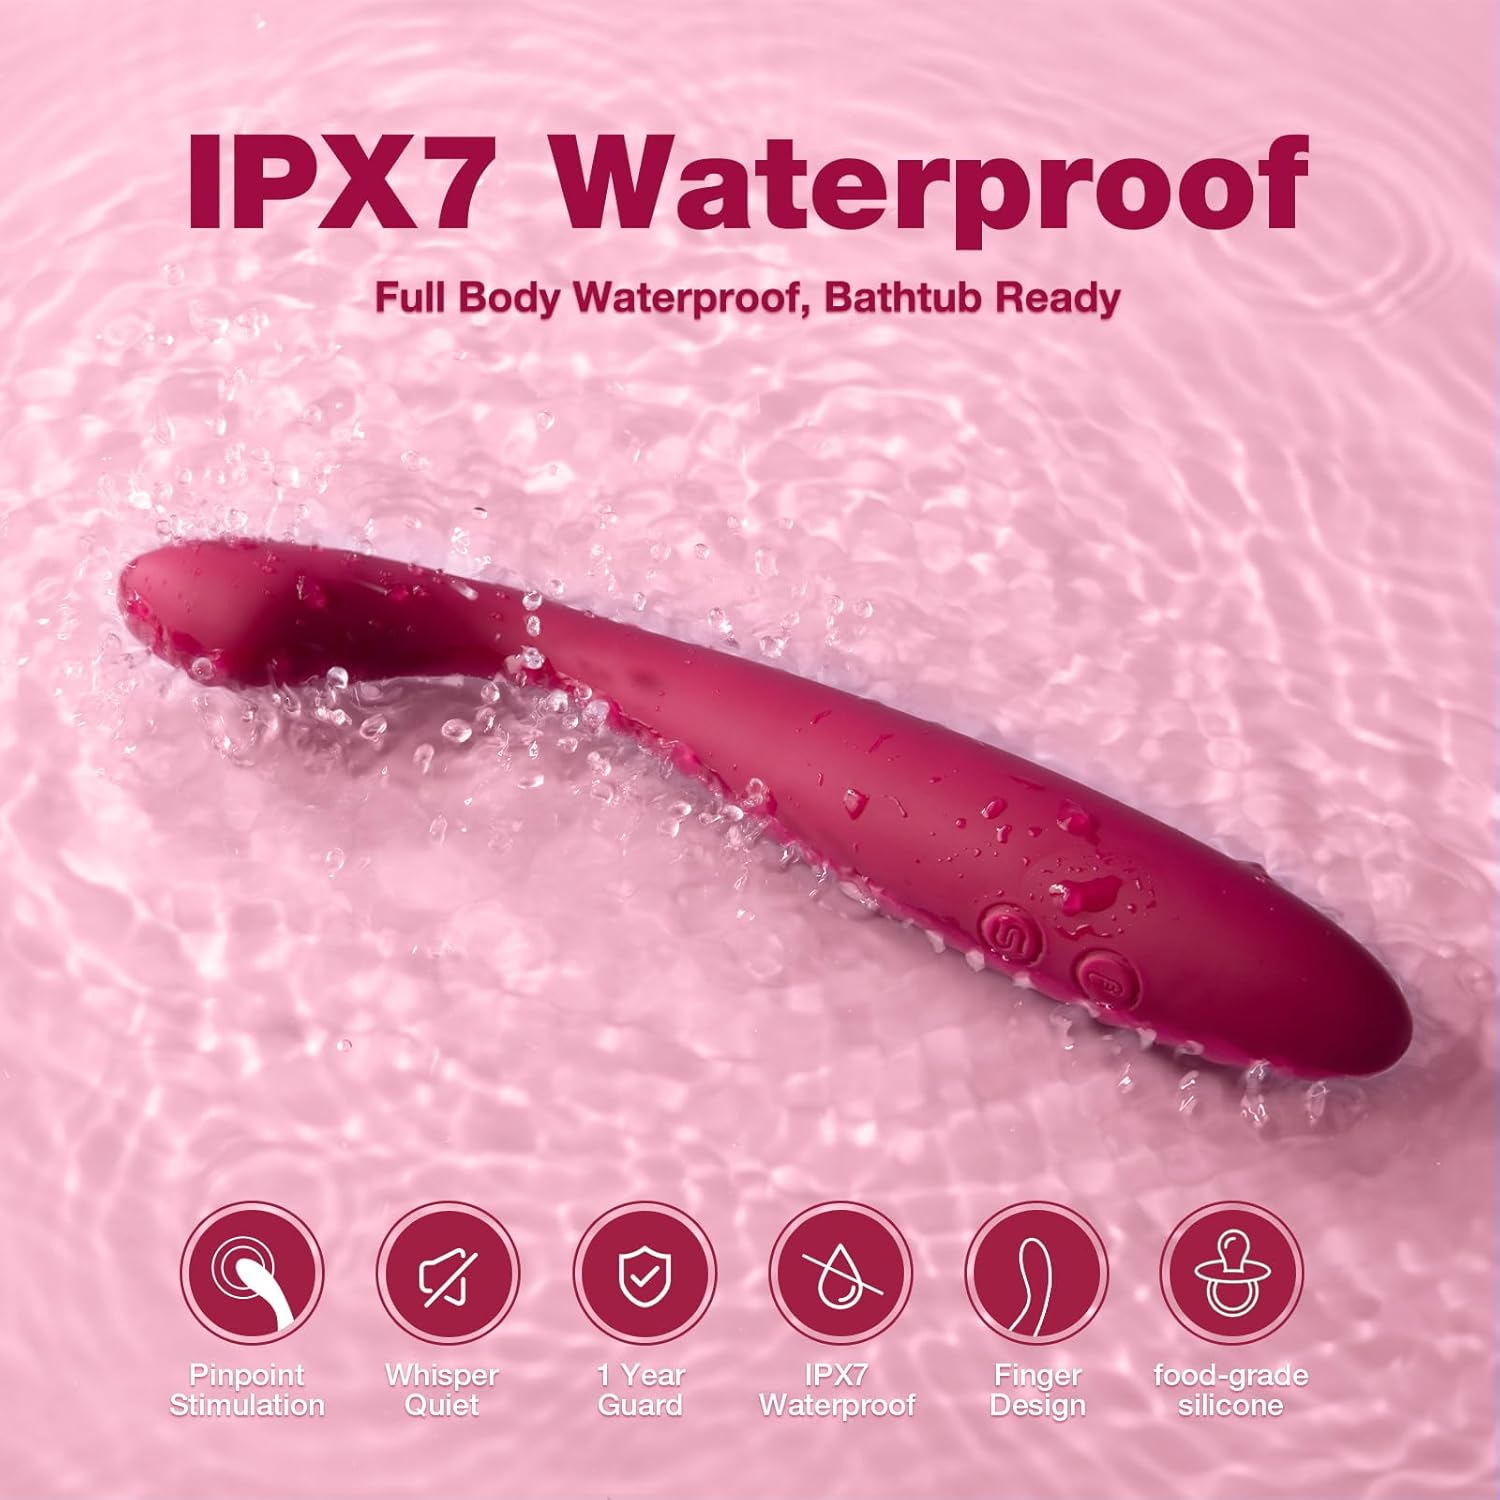 IPX7 Waterproof
Full Body Waterproof, Bathtub Ready
S
F
Pinpoint
Stimulation
Whisper
Quiet
1 Year
Guard
IPX7
Waterproof
Finger
Design
food-grade
silicone